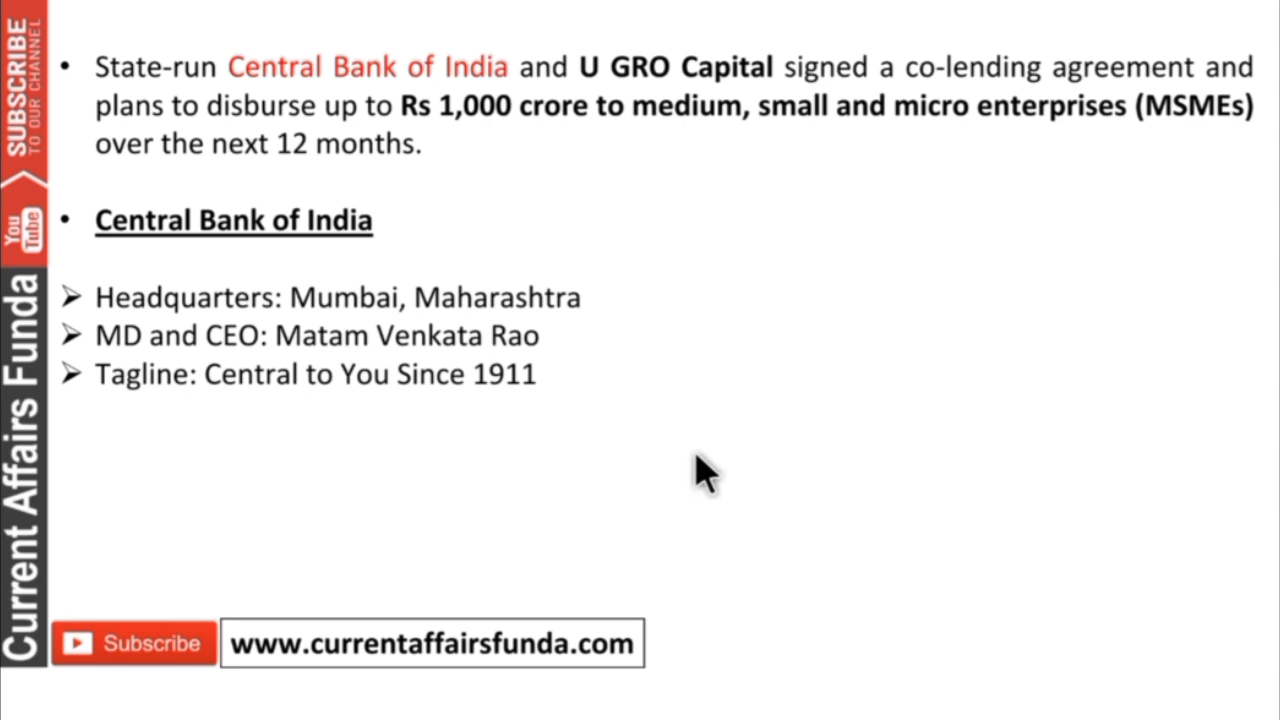 • State-run Central Bank of India and U GRO Capital signed a co-lending agreement and
plans to disburse up to Rs 1,000 crore to medium, small and micro enterprises (MSMEs)
over the next 12 months.
• Central Bank of India
➢ Headquarters: Mumbai, Maharashtra
➢ MD and CEO: Matam Venkata Rao
➢ Tagline: Central to You Since 1911
Subscribe
www.currentaffairsfunda.com
Current Affairs Funda
You Tube
SUBSCRIBE
TO OUR CHANNEL